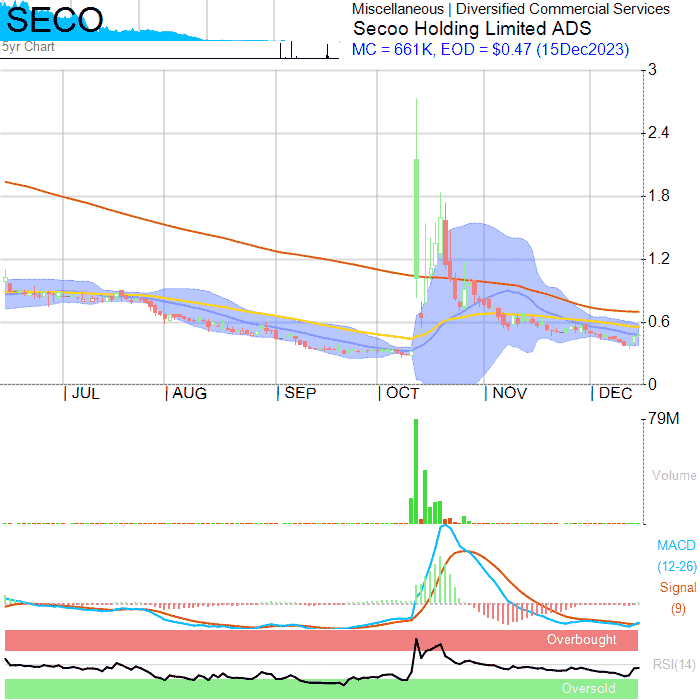 SECO
5yr Chart
Miscellaneous | Diversified Commercial Services
Secoo Holding Limited ADS
MC = 661K, EOD = $0.47 (15Dec2023)
3
2.4
1.8
1.2
0.6
0
| JUL | AUG | SEP | OCT | NOV | DEC
79M
Volume
MACD
(12-26)
Signal
(9)
Overbought
RSI(14)
Oversold